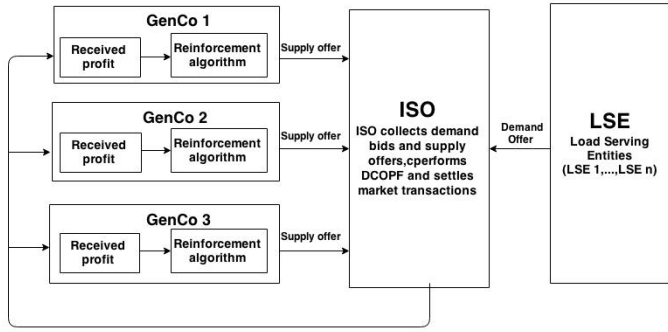 GenCo 1
Received
profit
Reinforcement
algorithm
Supply offer
GenCo 2
Received
profit
Reinforcement
algorithm
Supply offer
GenCo 3
Received
profit
Reinforcement
algorithm
Supply offer
ISO
ISO collects demand
bids and supply
offers,cperforms
DCOPF and settles
market transactions
Demand
Offer
LSE
Load Serving
Entities
(LSE 1,...,LSE n)